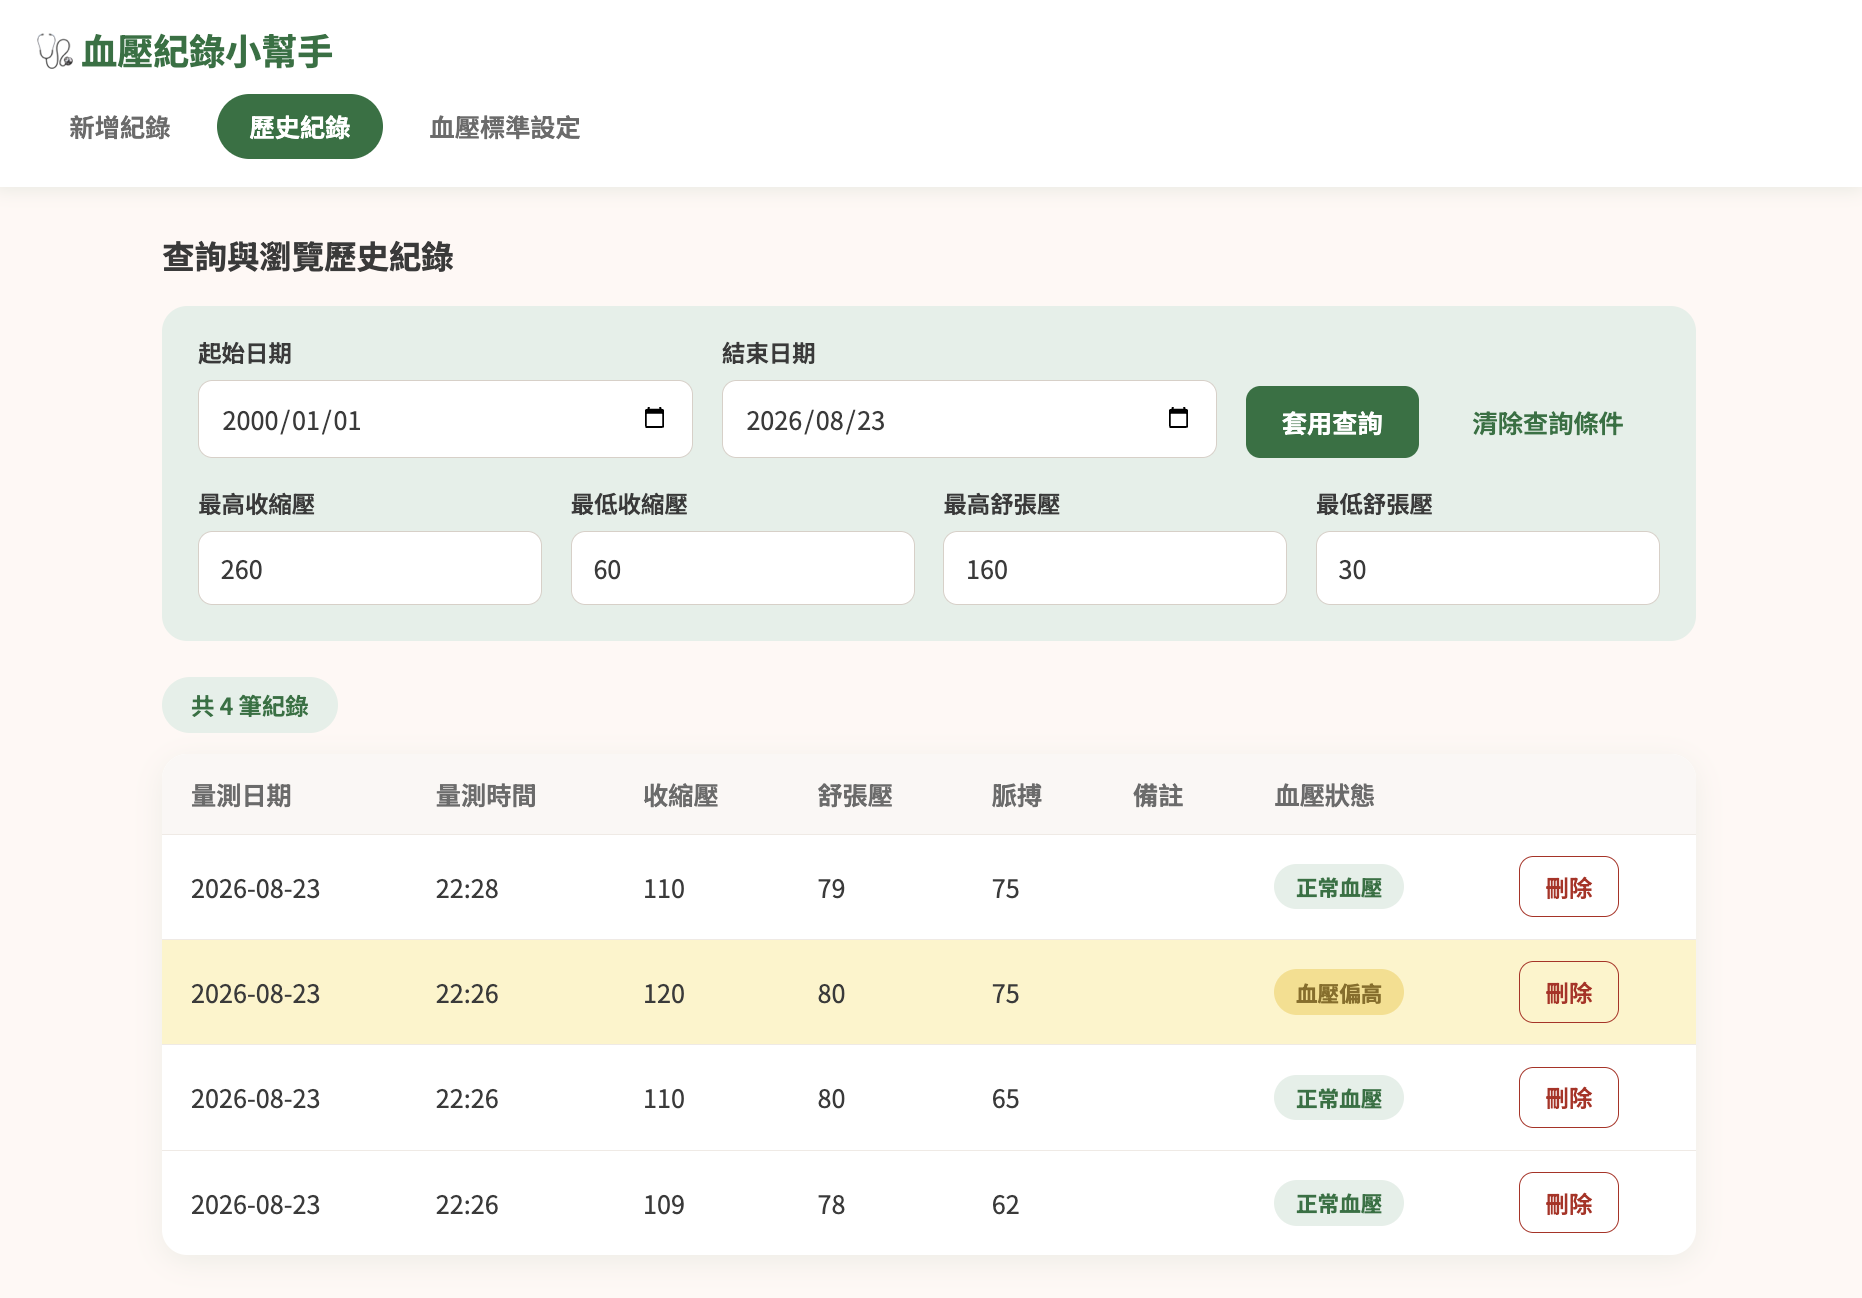 血壓紀錄小幫手
新增紀錄 歷史紀錄 血壓標準設定
查詢與瀏覽歷史紀錄
起始日期 結束日期
2000/01/01 2026/08/23 套用查詢 清除查詢條件
最高收縮壓 最低收縮壓 最高舒張壓 最低舒張壓
260 60 160 30
共 4 筆紀錄
量測日期 量測時間 收縮壓 舒張壓 脈搏 備註 血壓狀態
2026-08-23 22:28 110 79 75 正常血壓 刪除
2026-08-23 22:26 120 80 75 血壓偏高 刪除
2026-08-23 22:26 110 80 65 正常血壓 刪除
2026-08-23 22:26 109 78 62 正常血壓 刪除